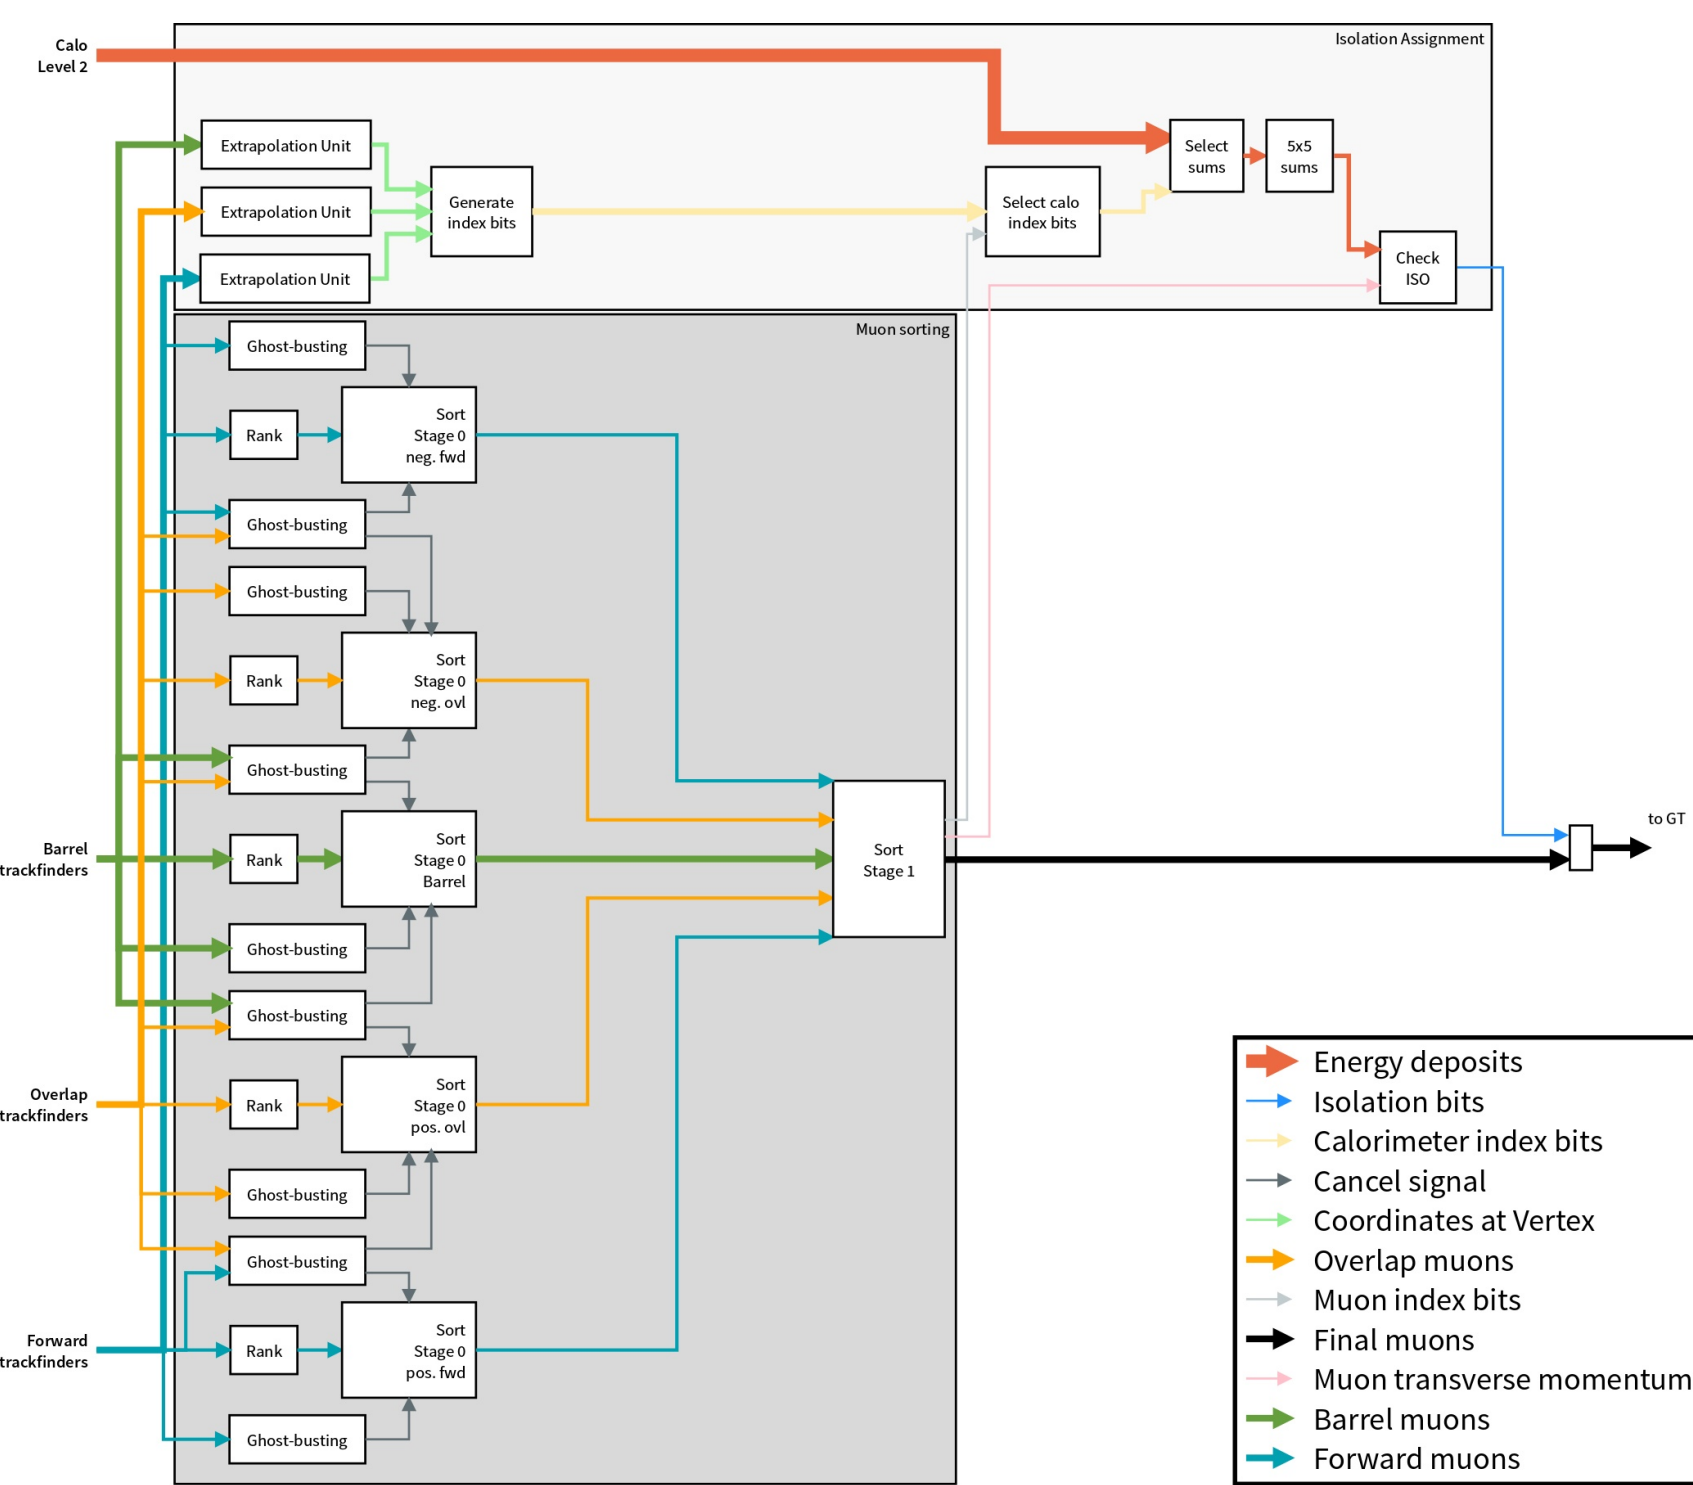 Calo
Level 2
Isolation Assignment
Extrapolation Unit
Extrapolation Unit
Extrapolation Unit
Generate
index bits
Select calo
index bits
Select
sums
5x5
sums
Check
ISO
Muon sorting
Ghost-busting
Sort
Stage 0
neg. fwd
Rank
Ghost-busting
Ghost-busting
Sort
Stage 0
neg. ovl
Rank
Ghost-busting
Barrel
trackfinders
Rank
Sort
Stage 0
Barrel
Sort
Stage 1
to GT
Ghost-busting
Ghost-busting
Overlap
trackfinders
Rank
Sort
Stage 0
pos. ovl
Ghost-busting
Ghost-busting
Forward
trackfinders
Rank
Sort
Stage 0
pos. fwd
Ghost-busting
Energy deposits
Isolation bits
Calorimeter index bits
Cancel signal
Coordinates at Vertex
Overlap muons
Muon index bits
Final muons
Muon transverse momentum
Barrel muons
Forward muons